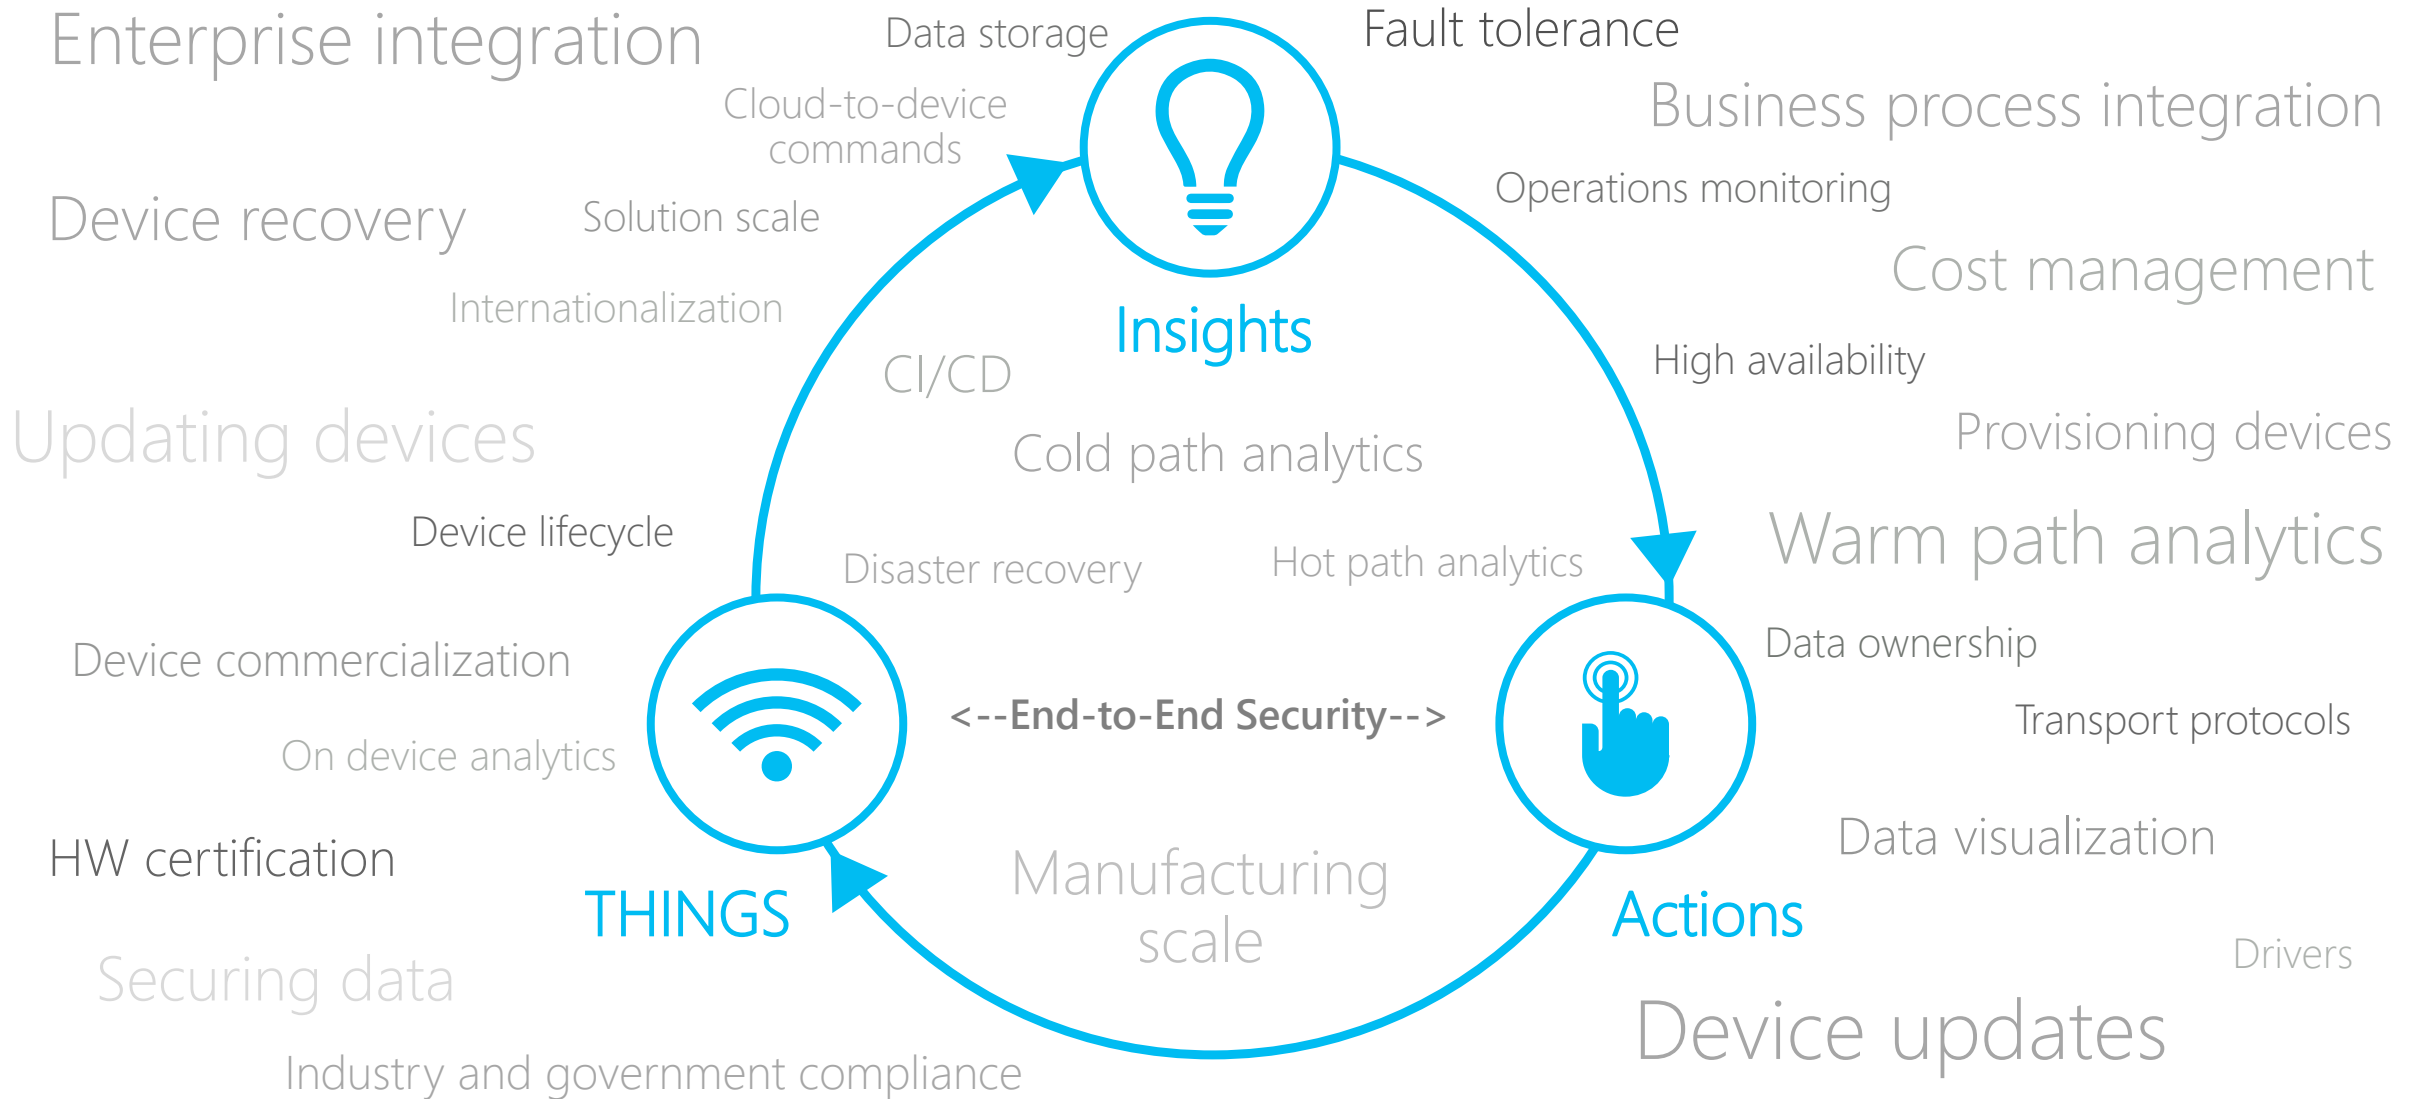 Enterprise integration
Data storage
Fault tolerance
Cloud-to-device
commands
Business process integration
Device recovery
Solution scale
Operations monitoring
Internationalization
Insights
Cost management
CI/CD
High availability
Updating devices
Cold path analytics
Provisioning devices
Device lifecycle
Disaster recovery
Hot path analytics
Warm path analytics
Device commercialization
Data ownership
<--End-to-End Security-->
Transport protocols
On device analytics
HW certification
Manufacturing
scale
Data visualization
THINGS
Actions
Securing data
Drivers
Device updates
Industry and government compliance